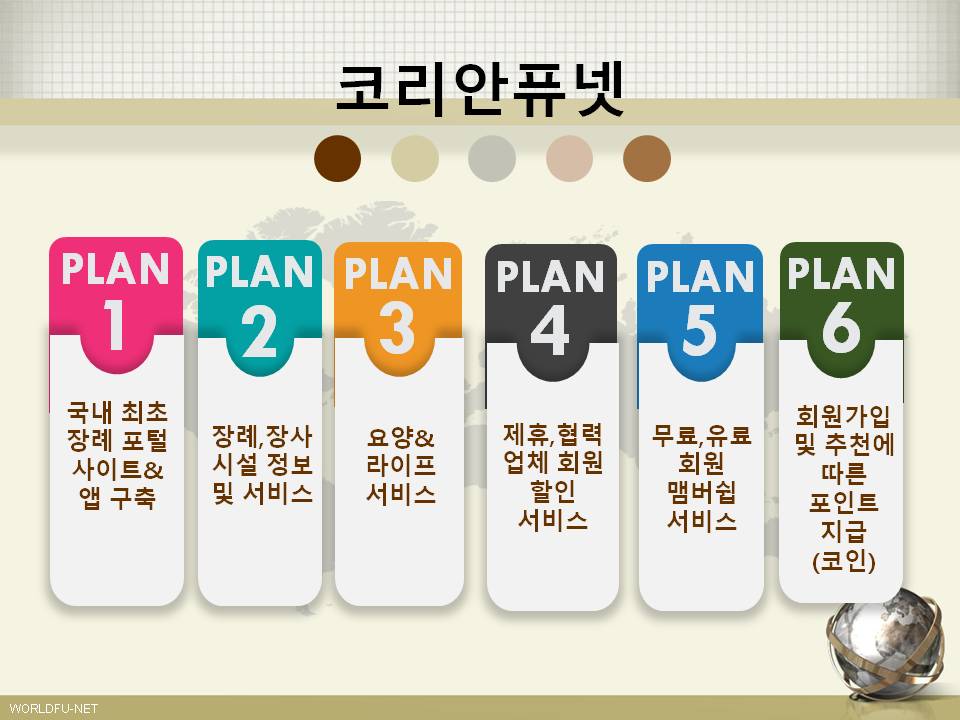 코리안퓨넷
PLAN
1
국내 최초
장례 포털
사이트&
앱 구축
PLAN
2
장례,장사
시설 정보
및 서비스
PLAN
3
요양&
라이프
서비스
PLAN
4
제휴,협력
업체 회원
할인
서비스
PLAN
5
무료,유료
회원
맴버쉽
서비스
PLAN
6
회원가입
및 추천에
따른
포인트
지급
(코인)
WORLDFU-NET